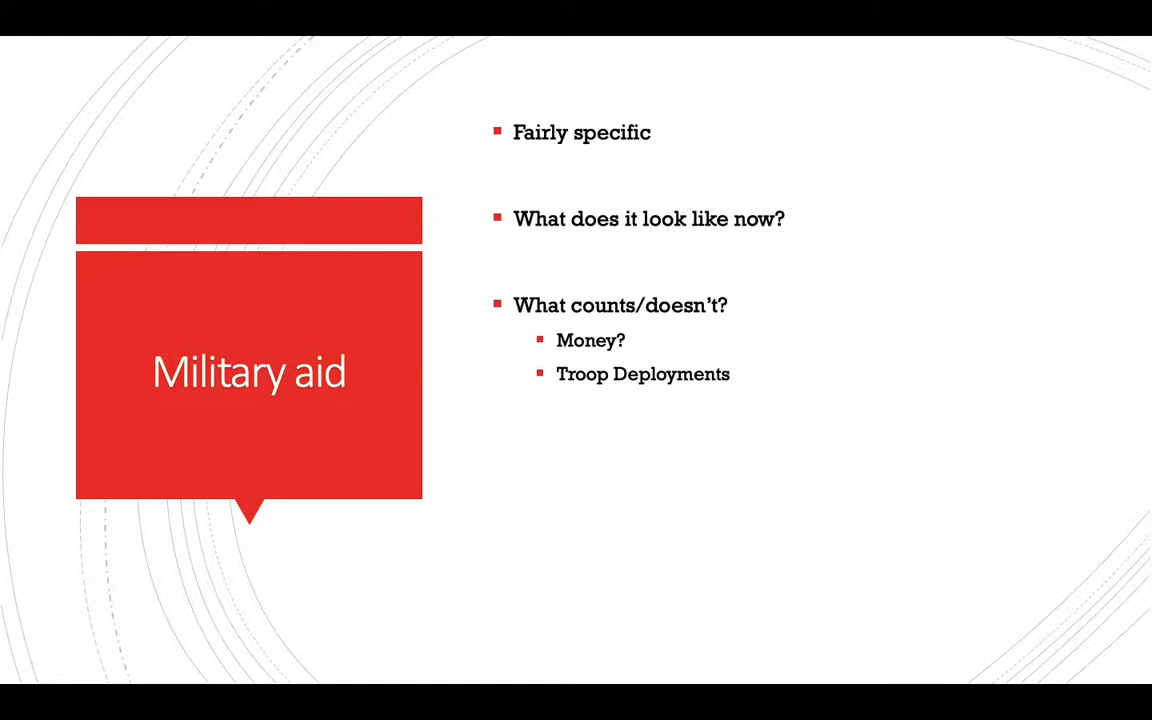 Military aid
Fairly specific
What does it look like now?
What counts/doesn't?
Money?
Troop Deployments